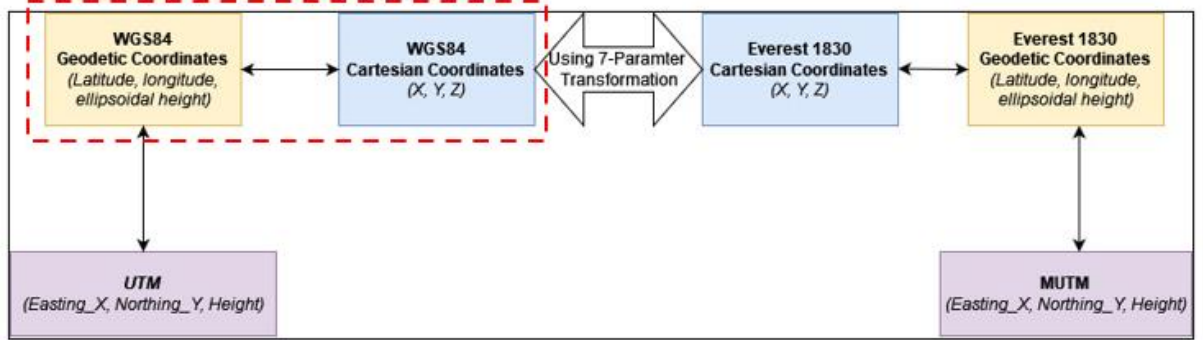 WGS84
Geodetic Coordinates
(Latitude, longitude,
ellipsoidal height)
WGS84
Cartesian Coordinates
(X, Y, Z)
Using 7-Paramter
Transformation
Everest 1830
Cartesian Coordinates
(X, Y, Z)
Everest 1830
Geodetic Coordinates
(Latitude, longitude,
ellipsoidal height)
UTM
(Easting_X, Northing_Y, Height)
MUTM
(Easting_X, Northing_Y, Height)